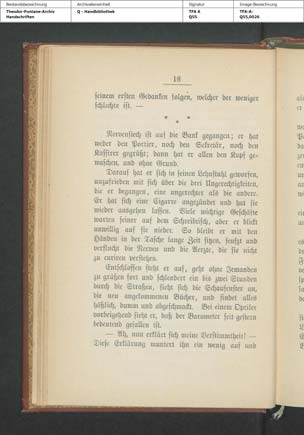 Bestandsbezeichnung
Theodor-Fontane-Archiv
Handschriften
Archivalieneinheit
Q - Handbibliothek
Signatur
TFA A
Q55
Image-Bezeichnung
TFA-A-
Q55,0026
18
seinem ersten Gedanken folgen, welcher der weniger
schlechte ist. —
* * *
Nervensiech ist auf die Bank gegangen; er hat
weder den Portier, noch den Sekretär, noch den
Kassirer gegrüßt; dann hat er allen den Kopf ge-
waschen, und ohne Grund.
Darauf hat er sich in seinen Lehnstuhl geworfen,
unzufrieden mit sich über die drei Ungerechtigkeiten,
die er begangen, eine ungerechter als die andere.
Er hat sich eine Cigarre angezündet und hat sie
wieder ausgehen lassen. Viele wichtige Geschäfte
warten seiner auf dem Schreibtisch, aber er blickt
unwillig auf sie nieder. So bleibt er mit den
Händen in der Tasche lange Zeit sitzen, seufzt und
verflucht die Nerven und die Aerzte, die sie nicht
zu curiren verstehen.
Entschlossen steht er auf, geht ohne Jemanden
zu grüßen fort und schlendert ein bis zwei Stunden
durch die Straßen, sieht sich die Schaufenster an,
die neu angekommenen Bücher, und findet alles
häßlich, dumm und abgeschmackt. Bei einem Optiker
vorbeigehend sieht er, daß der Barometer seit gestern
bedeutend gefallen ist.
— Ah, nun erklärt sich meine Verstimmtheit! —
Diese Erklärung muntert ihn ein wenig auf und